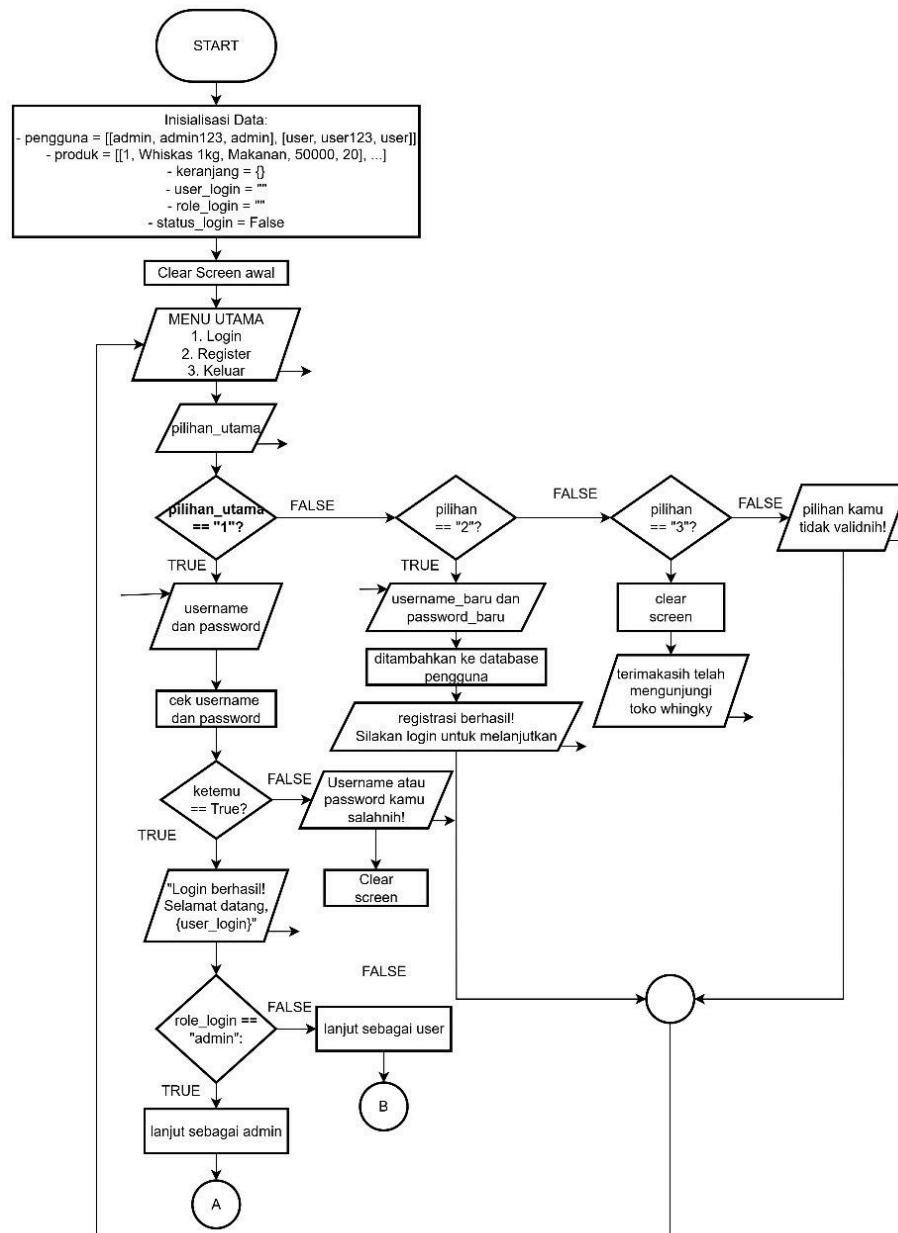 START
Inisialisasi Data:
- pengguna = [[admin, admin123, admin], [user, user123, user]]
- produk = [[1, Whiskas 1kg, Makanan, 50000, 20], ...]
- keranjang = {}
- user_login = ""
- role_login = ""
- status_login = False
Clear Screen awal
MENU UTAMA
1. Login
2. Register
3. Keluar
pilihan_utama
pilihan_utama
== "1"?
FALSE
TRUE
pilihan
== "2"?
FALSE
TRUE
pilihan
== "3"?
FALSE
pilihan kamu
tidak validnih!
username
dan password
username_baru dan
password_baru
clear
screen
ditambahkan ke database
pengguna
terimakasih telah
mengunjungi
toko whingky
cek username
dan password
registrasi berhasil!
Silakan login untuk melanjutkan
ketemu
== True?
FALSE
TRUE
Username atau
password kamu
salahnih!
Clear
screen
"Login berhasil!
Selamat datang,
{user_login}"
FALSE
role_login ==
"admin":
FALSE
TRUE
lanjut sebagai user
B
lanjut sebagai admin
A